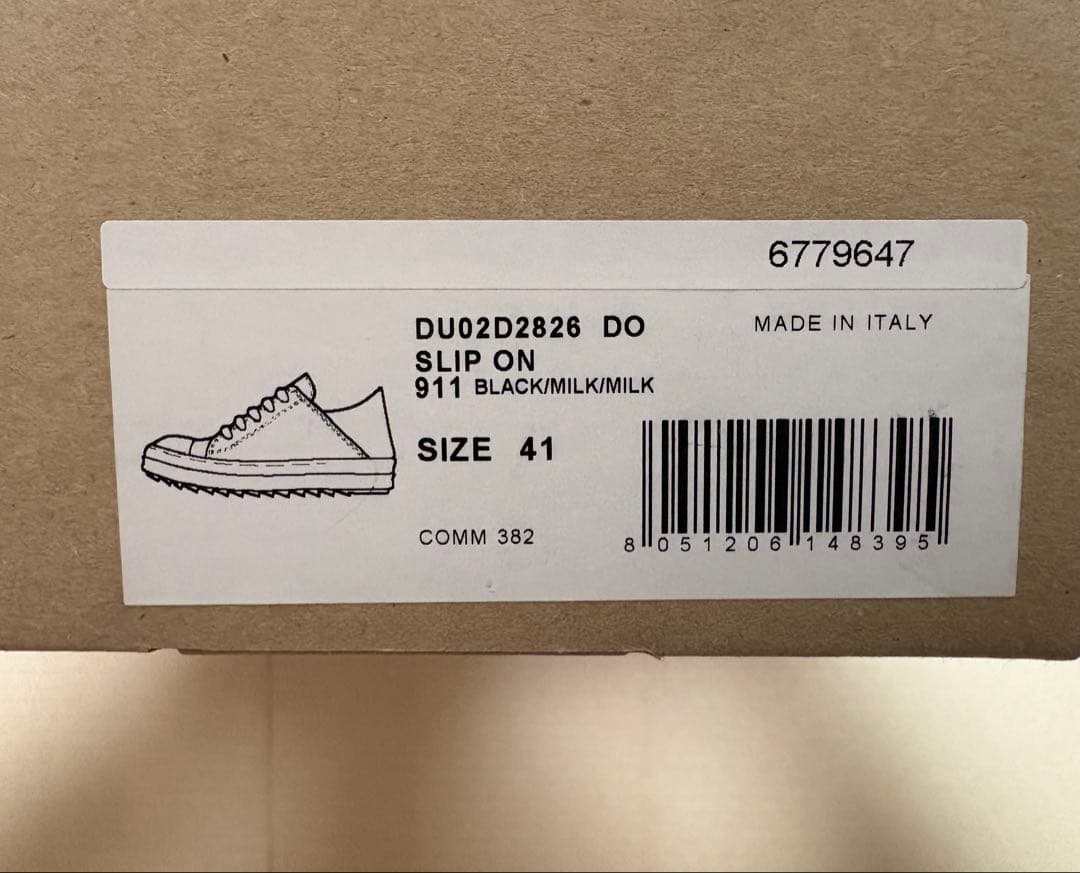 6779647
DU02D2826 DO
MADE IN ITALY
SLIP ON
911 BLACK/MILK/MILK
SIZE 41
COMM 382
8 051206 148395